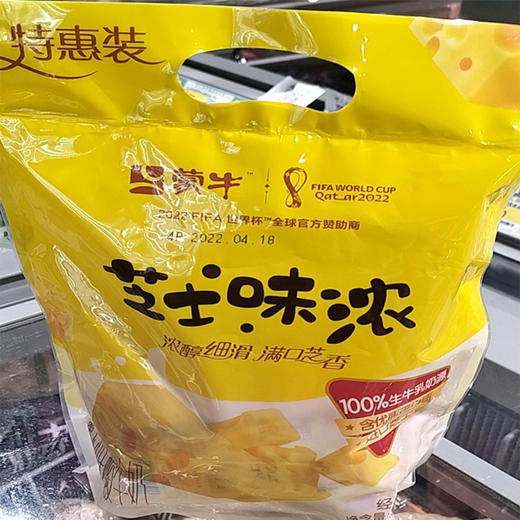 特惠装
蒙牛™
FIFA WORLD CUP
Qatar2022
2022 FIFA 世界杯™全球官方赞助商
4P 2022.04.18
芝士味浓
浓醇细滑 满口芝香
100%生牛乳奶源